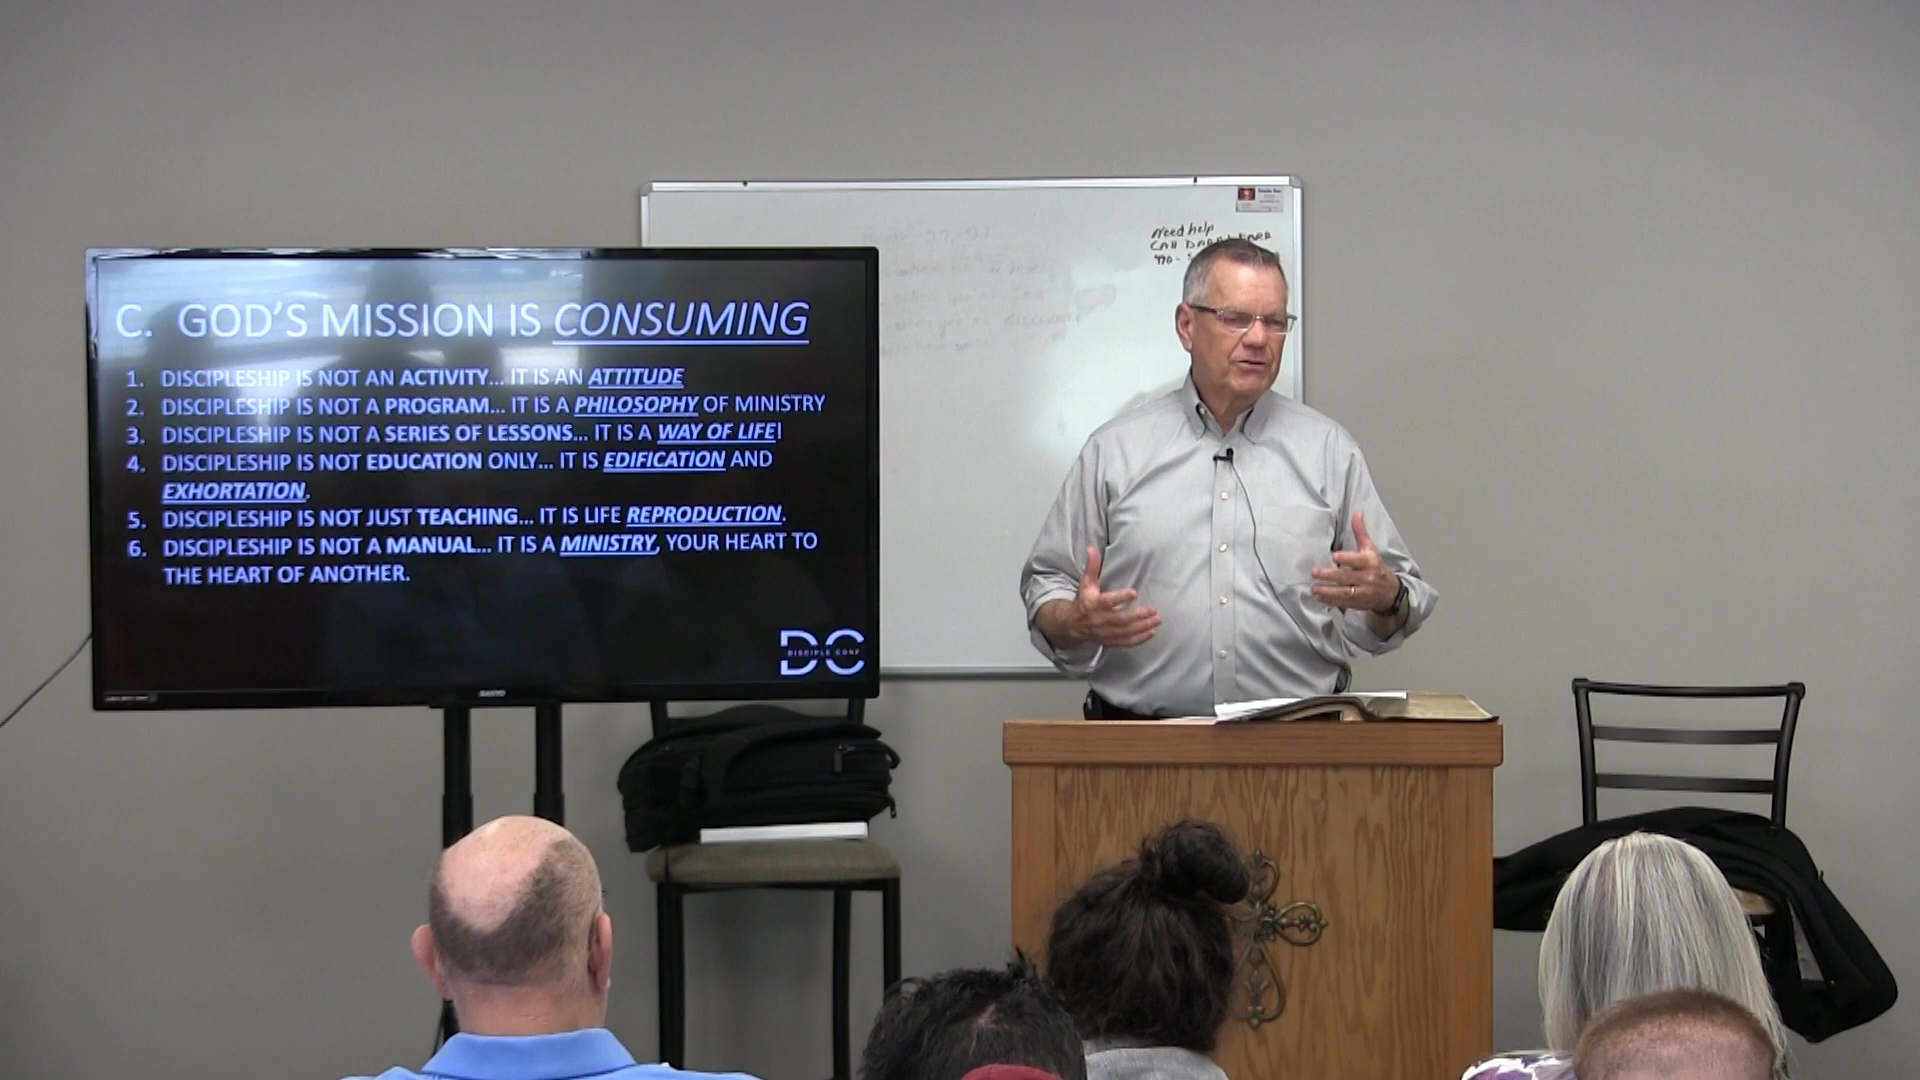 C. GOD'S MISSION IS CONSUMING
1. DISCIPLESHIP IS NOT AN ACTIVITY... IT IS AN ATTITUDE
2. DISCIPLESHIP IS NOT A PROGRAM... IT IS A PHILOSOPHY OF MINISTRY
3. DISCIPLESHIP IS NOT A SERIES OF LESSONS... IT IS A WAY OF LIFE!
4. DISCIPLESHIP IS NOT EDUCATION ONLY... IT IS EDIFICATION AND
EXHORTATION.
5. DISCIPLESHIP IS NOT JUST TEACHING... IT IS LIFE REPRODUCTION.
6. DISCIPLESHIP IS NOT A MANUAL... IT IS A MINISTRY, YOUR HEART TO
THE HEART OF ANOTHER.
DC
DISCIPLE CONF
SANYO
Need help
CALL
770-